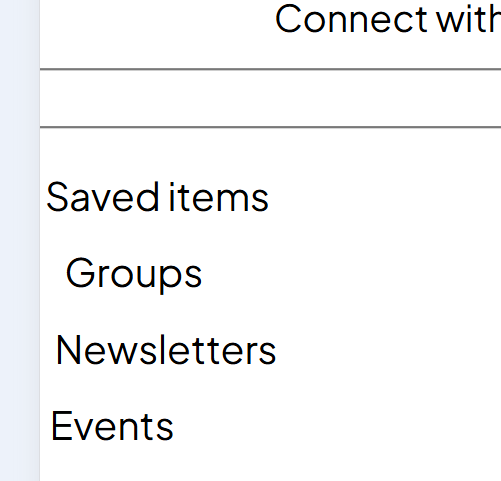 Connect with
Saved items
Groups
Newsletters
Events